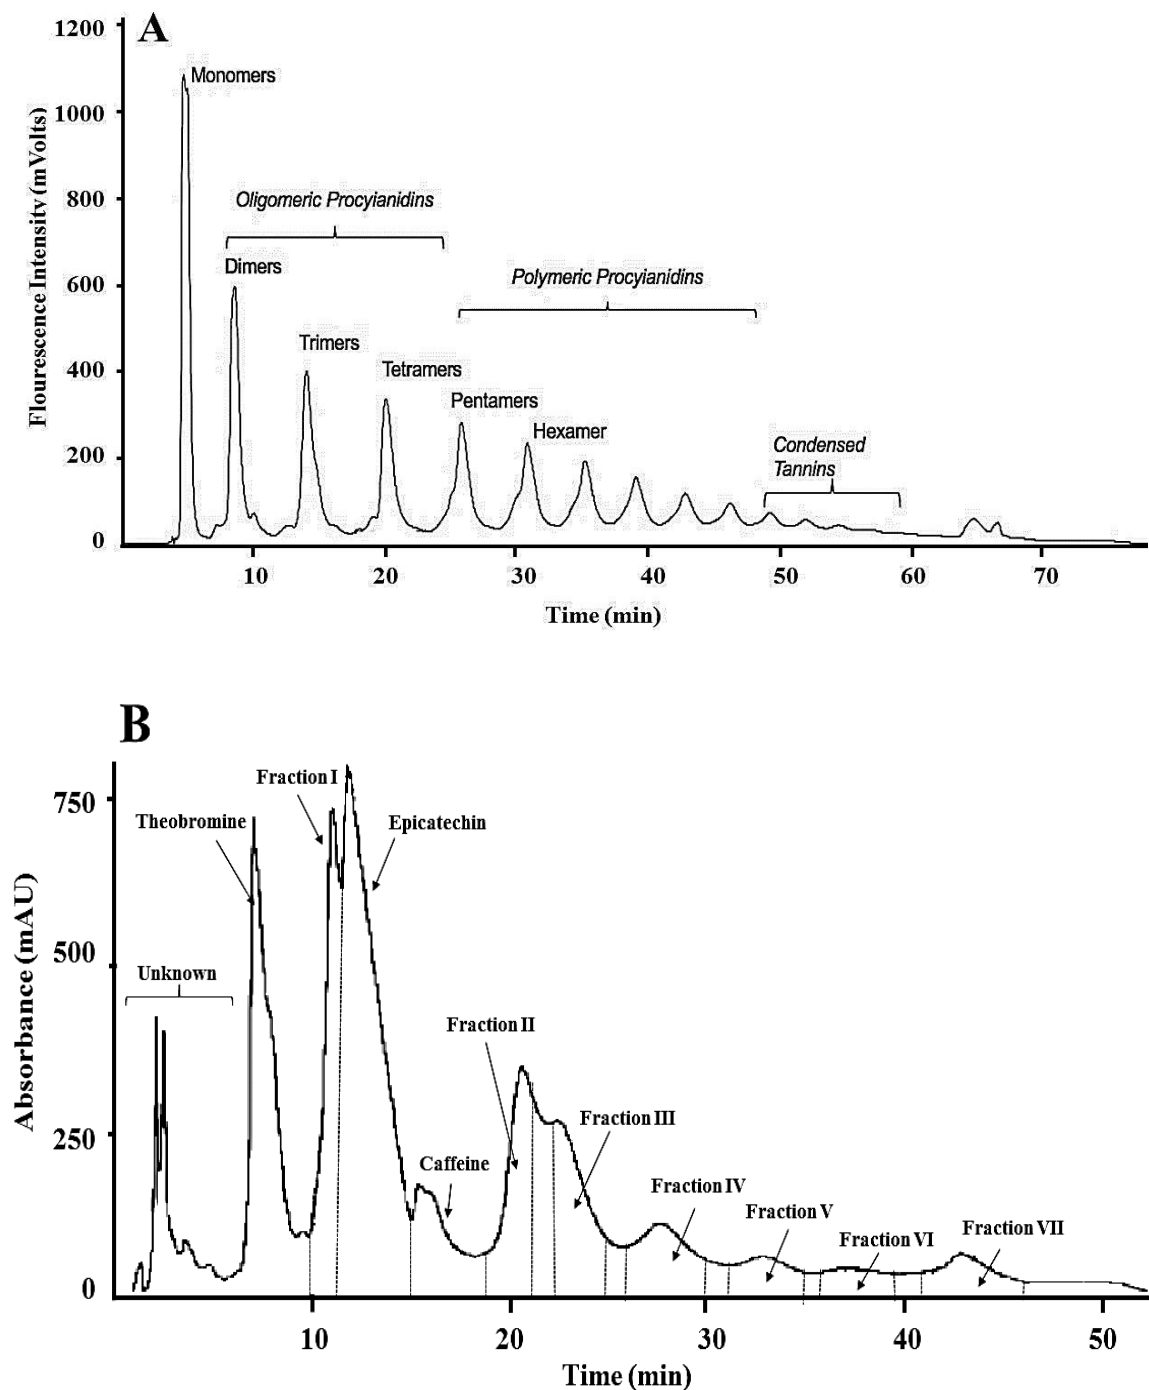 A
1200
1000
800
600
400
200
0
Flourescence Intensity (mVolts)
Monomers
Oligomeric Procyianidins
Dimers
Trimers
Tetramers
Polymeric Procyianidins
Pentamers
Hexamer
Condensed
Tannins
10
20
30
40
50
60
70
Time (min)
B
750
500
250
0
Absorbance (mAU)
Unknown
Theobromine
Fraction I
Epicatechin
Caffeine
Fraction II
Fraction III
Fraction IV
Fraction V
Fraction VI
Fraction VII
10
20
30
40
50
Time (min)